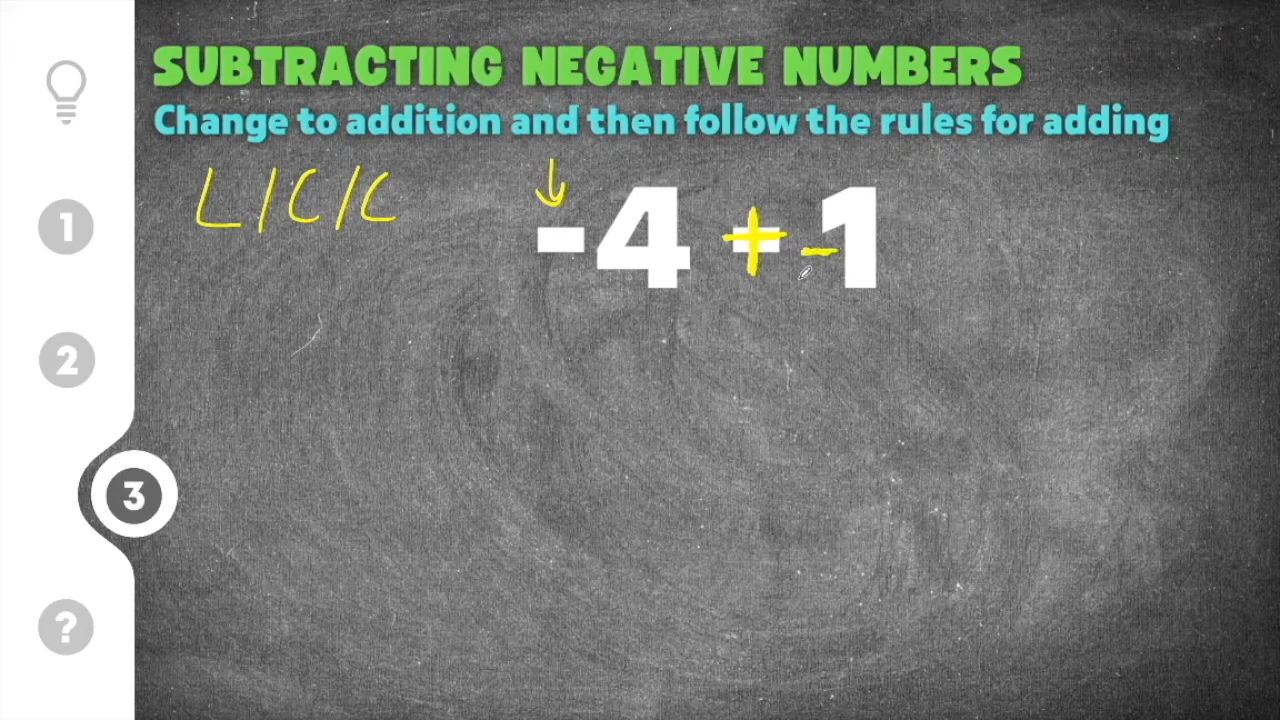 SUBTRACTING NEGATIVE NUMBERS
Change to addition and then follow the rules for adding
L/C/C
-4 + -1
1
2
3
?